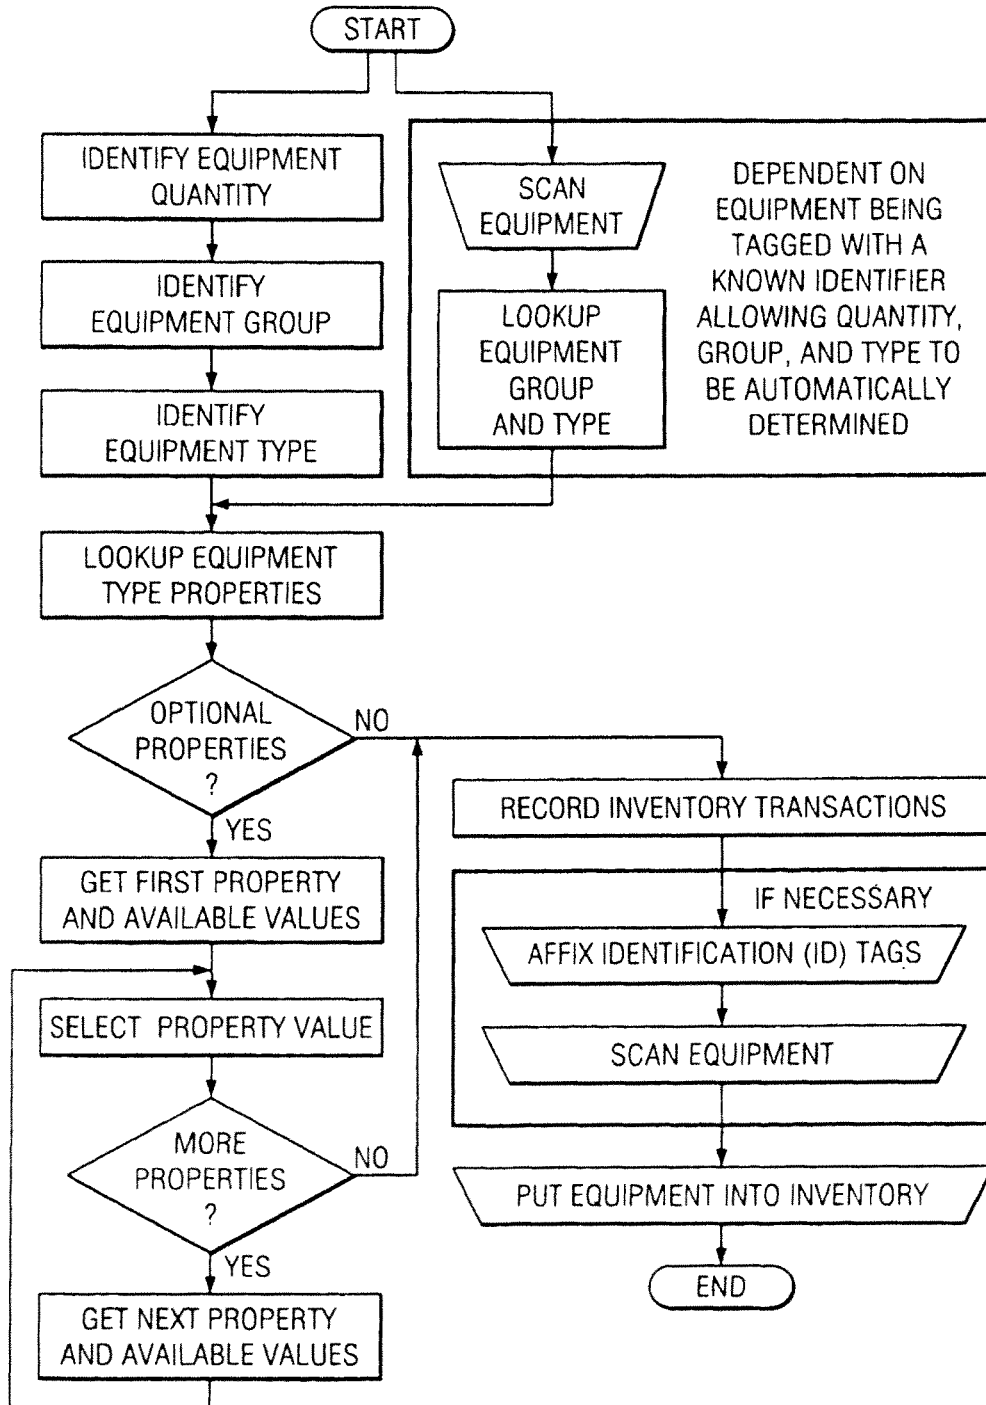 START
IDENTIFY EQUIPMENT
QUANTITY
IDENTIFY
EQUIPMENT GROUP
IDENTIFY
EQUIPMENT TYPE
SCAN
EQUIPMENT
LOOKUP
EQUIPMENT
GROUP
AND TYPE
DEPENDENT ON
EQUIPMENT BEING
TAGGED WITH A
KNOWN IDENTIFIER
ALLOWING QUANTITY,
GROUP, AND TYPE TO
BE AUTOMATICALLY
DETERMINED
LOOKUP EQUIPMENT
TYPE PROPERTIES
OPTIONAL
PROPERTIES
?
NO
YES
GET FIRST PROPERTY
AND AVAILABLE VALUES
SELECT PROPERTY VALUE
MORE
PROPERTIES
?
NO
YES
GET NEXT PROPERTY
AND AVAILABLE VALUES
RECORD INVENTORY TRANSACTIONS
IF NECESSARY
AFFIX IDENTIFICATION (ID) TAGS
SCAN EQUIPMENT
PUT EQUIPMENT INTO INVENTORY
END